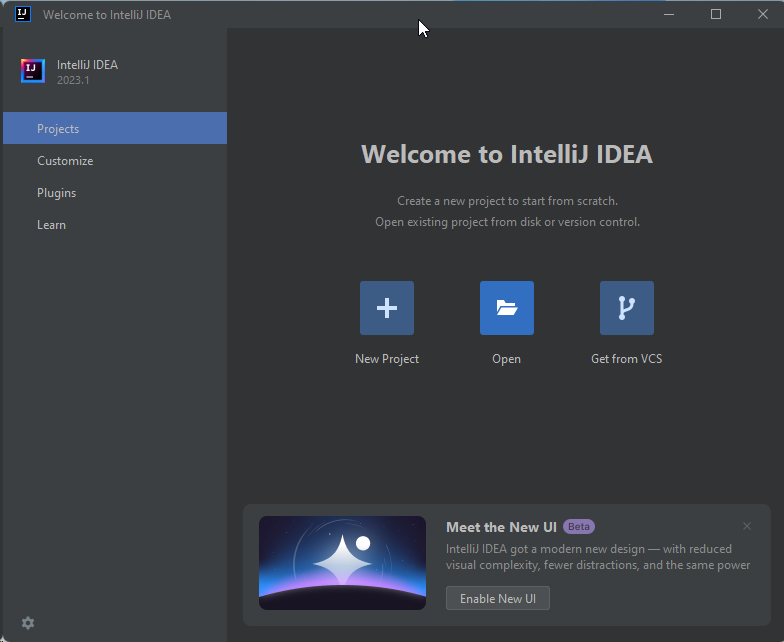 Welcome to IntelliJ IDEA
IntelliJ IDEA
2023.1
Projects
Customize
Plugins
Learn
Welcome to IntelliJ IDEA
Create a new project to start from scratch.
Open existing project from disk or version control.
New Project
Open
Get from VCS
Meet the New UI Beta
IntelliJ IDEA got a modern new design — with reduced
visual complexity, fewer distractions, and the same power
Enable New UI